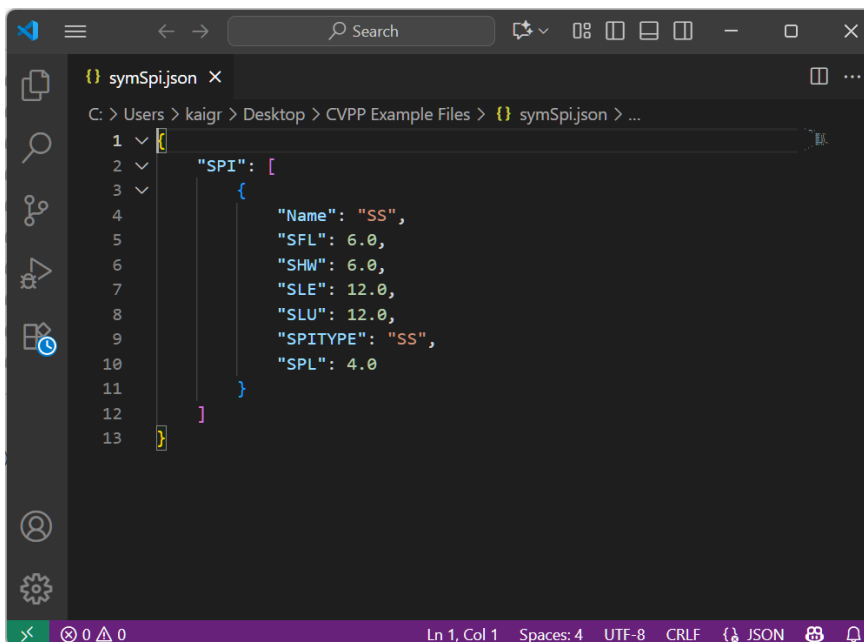 Search
symSpi.json
C: > Users > kaigr > Desktop > CVPP Example Files > {} symSpi.json > ...
1 {
2 "SPI": [
3 {
4 "Name": "SS",
5 "SFL": 6.0,
6 "SHW": 6.0,
7 "SLE": 12.0,
8 "SLU": 12.0,
9 "SPITYPE": "SS",
10 "SPL": 4.0
11 }
12 ]
13 }
0 0 Ln 1, Col 1 Spaces: 4 UTF-8 CRLF {} JSON